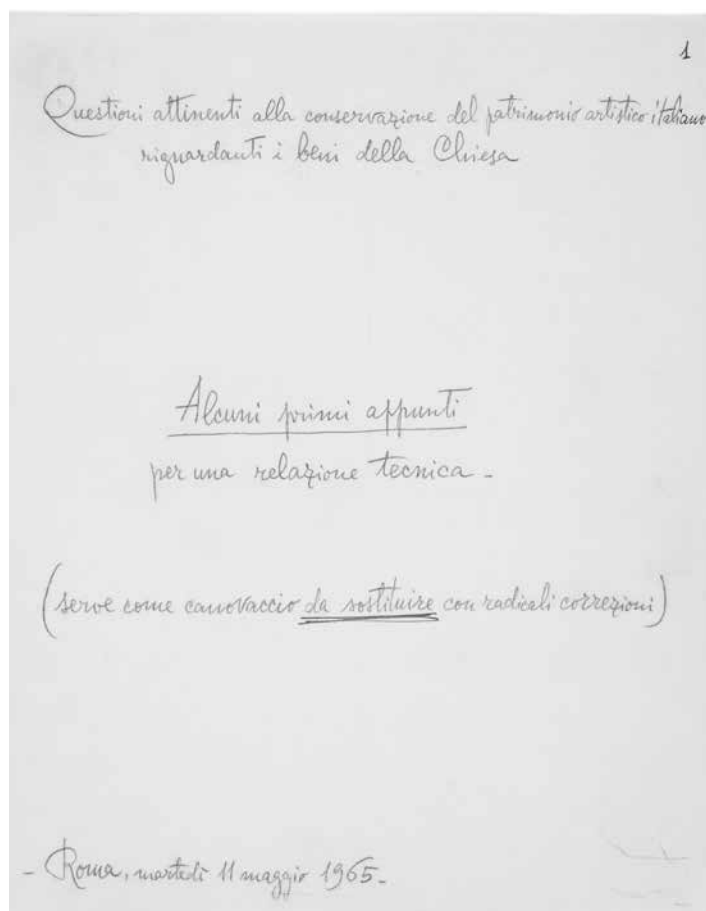 1
Questioni attinenti alla conservazione del patrimonio artistico italiano
riguardanti i beni della Chiesa
Alcuni primi appunti
per una relazione tecnica -
(serve come canovaccio da sostituire con radicali correzioni)
- Roma, martedì 11 maggio 1965 -